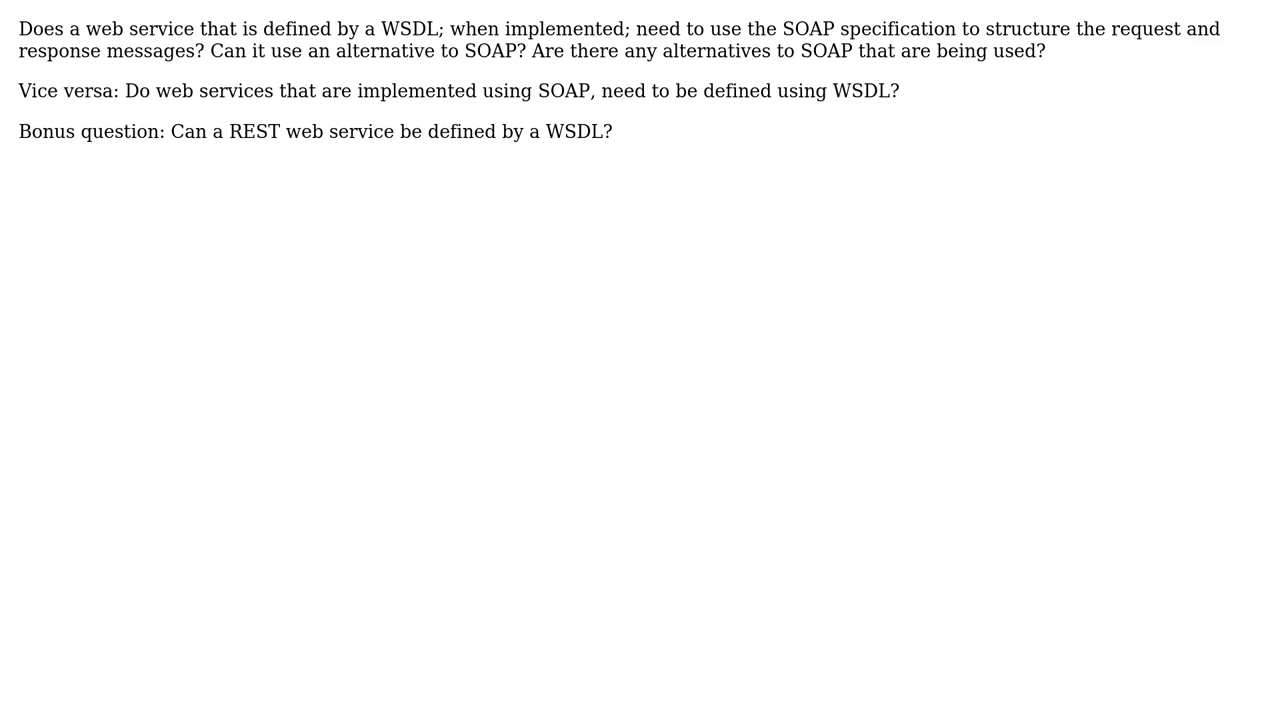 Does a web service that is defined by a WSDL; when implemented; need to use the SOAP specification to structure the request and
response messages? Can it use an alternative to SOAP? Are there any alternatives to SOAP that are being used?
Vice versa: Do web services that are implemented using SOAP, need to be defined using WSDL?
Bonus question: Can a REST web service be defined by a WSDL?